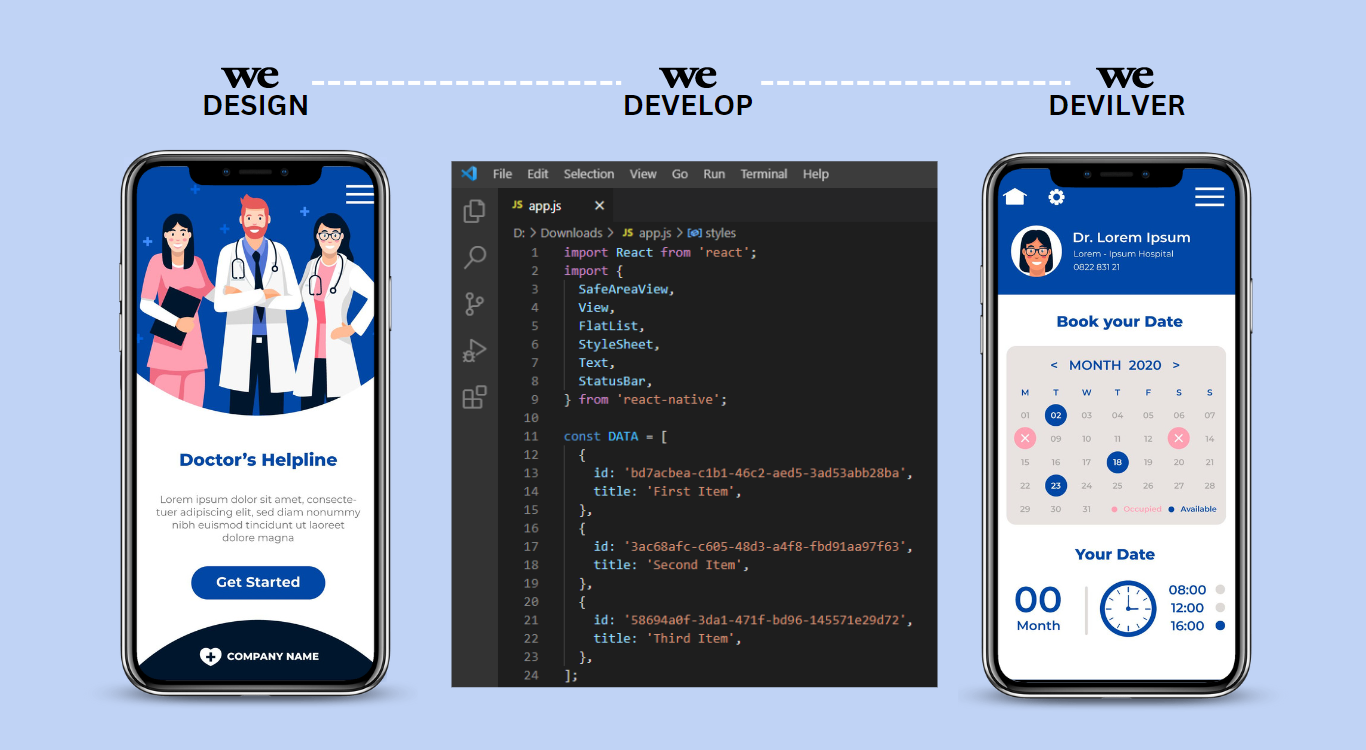 we
DESIGN
we
DEVELOP
we
DEVILVER
Doctor's Helpline
Lorem ipsum dolor sit amet, consecte-
tuer adipiscing elit, sed diam nonummy
nibh euismod tincidunt ut laoreet
dolore magna
Get Started
COMPANY NAME
File Edit Selection View Go Run Terminal Help
JS app.js ✕
D: > Downloads > JS app.js > styles
1 import React from 'react';
2 import {
3 SafeAreaView,
4 View,
5 FlatList,
6 StyleSheet,
7 Text,
8 StatusBar,
9 } from 'react-native';
10
11 const DATA = [
12 {
13 id: 'bd7acbea-c1b1-46c2-aed5-3ad53abb28ba',
14 title: 'First Item',
15 },
16 {
17 id: '3ac68afc-c605-48d3-a4f8-fbd91aa97f63',
18 title: 'Second Item',
19 },
20 {
21 id: '58694a0f-3da1-471f-bd96-145571e29d72',
22 title: 'Third Item',
23 },
24 ];
Dr. Lorem Ipsum
Lorem - Ipsum Hospital
0822 831 21
Book your Date
< MONTH 2020 >
M T W T F S S
01 02 03 04 05 06 07
09 10 11 12 14
15 16 17 18 19 20 21
22 23 24 25 26 27 28
29 30 31 Occupied Available
Your Date
00
Month
08:00
12:00
16:00